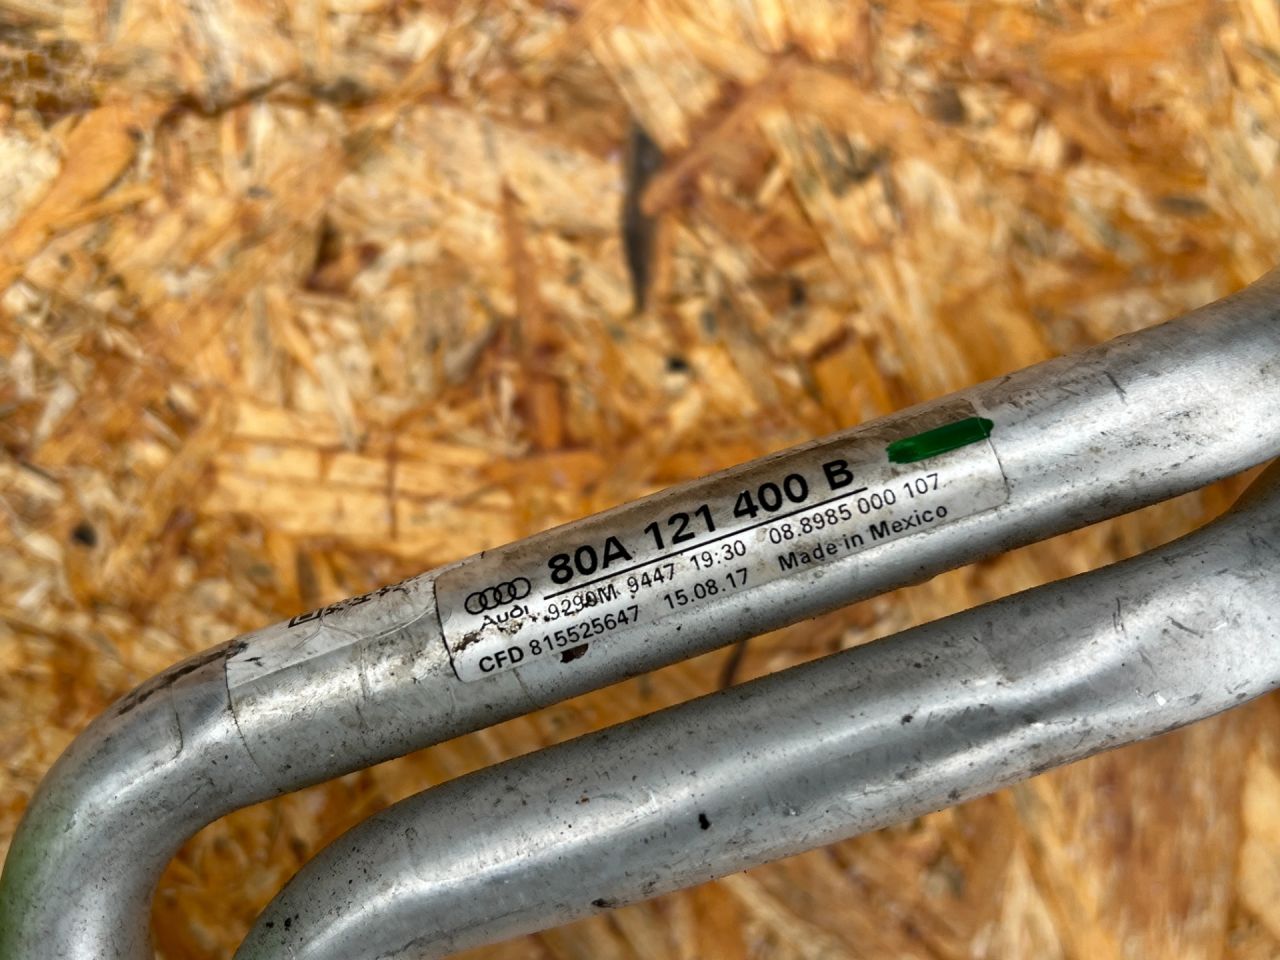 80A 121 400 B
Audi 9299M 9447 19:30 08.8985 000 107
CFD 815525647 15.08.17 Made in Mexico